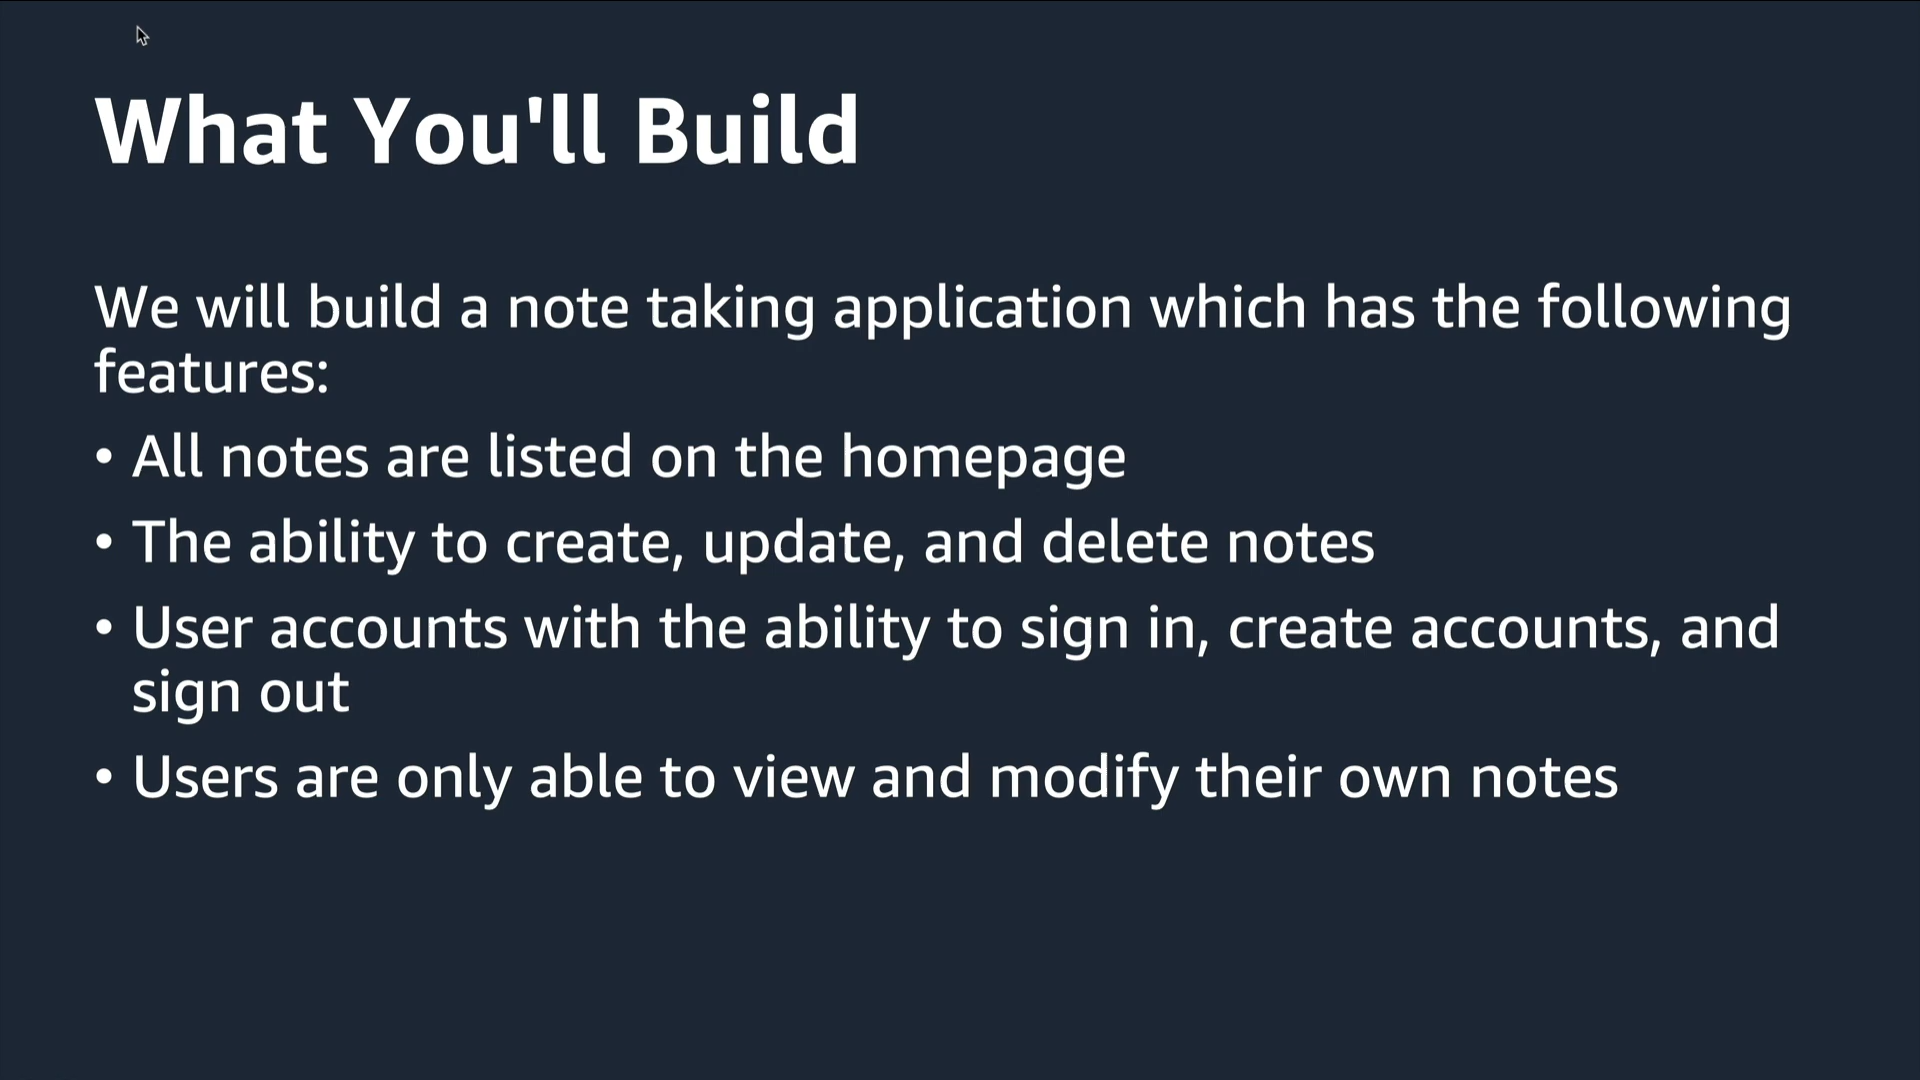 What You'll Build
We will build a note taking application which has the following
features:
• All notes are listed on the homepage
• The ability to create, update, and delete notes
• User accounts with the ability to sign in, create accounts, and
sign out
• Users are only able to view and modify their own notes